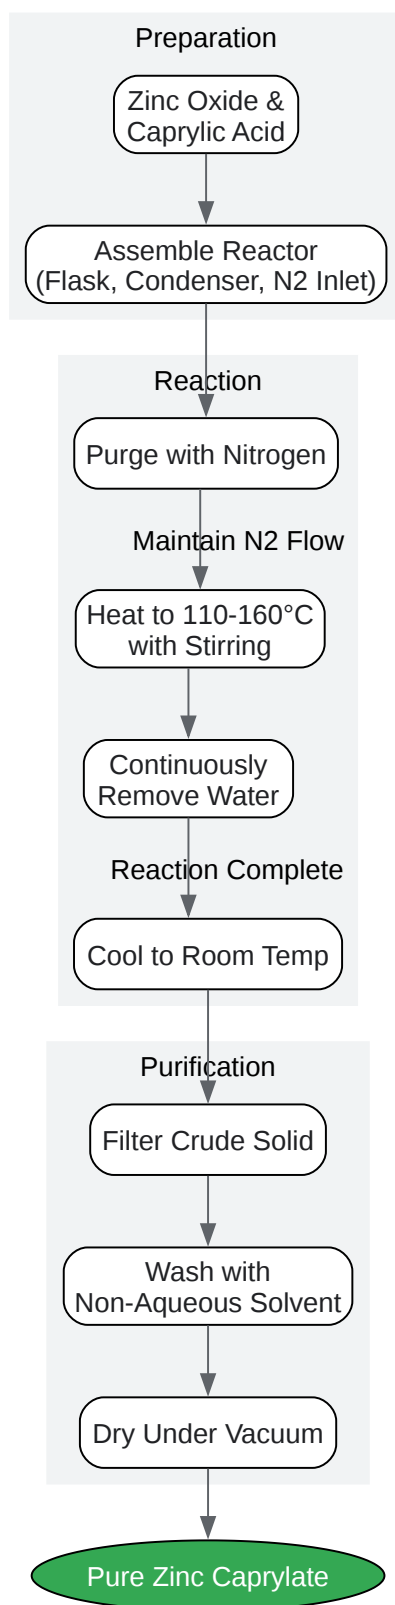 Preparation
Zinc Oxide &
Caprylic Acid
Assemble Reactor
(Flask, Condenser, N2 Inlet)
Reaction
Purge with Nitrogen
Maintain N2 Flow
Heat to 110-160°C
with Stirring
Continuously
Remove Water
Reaction Complete
Cool to Room Temp
Purification
Filter Crude Solid
Wash with
Non-Aqueous Solvent
Dry Under Vacuum
Pure Zinc Caprylate